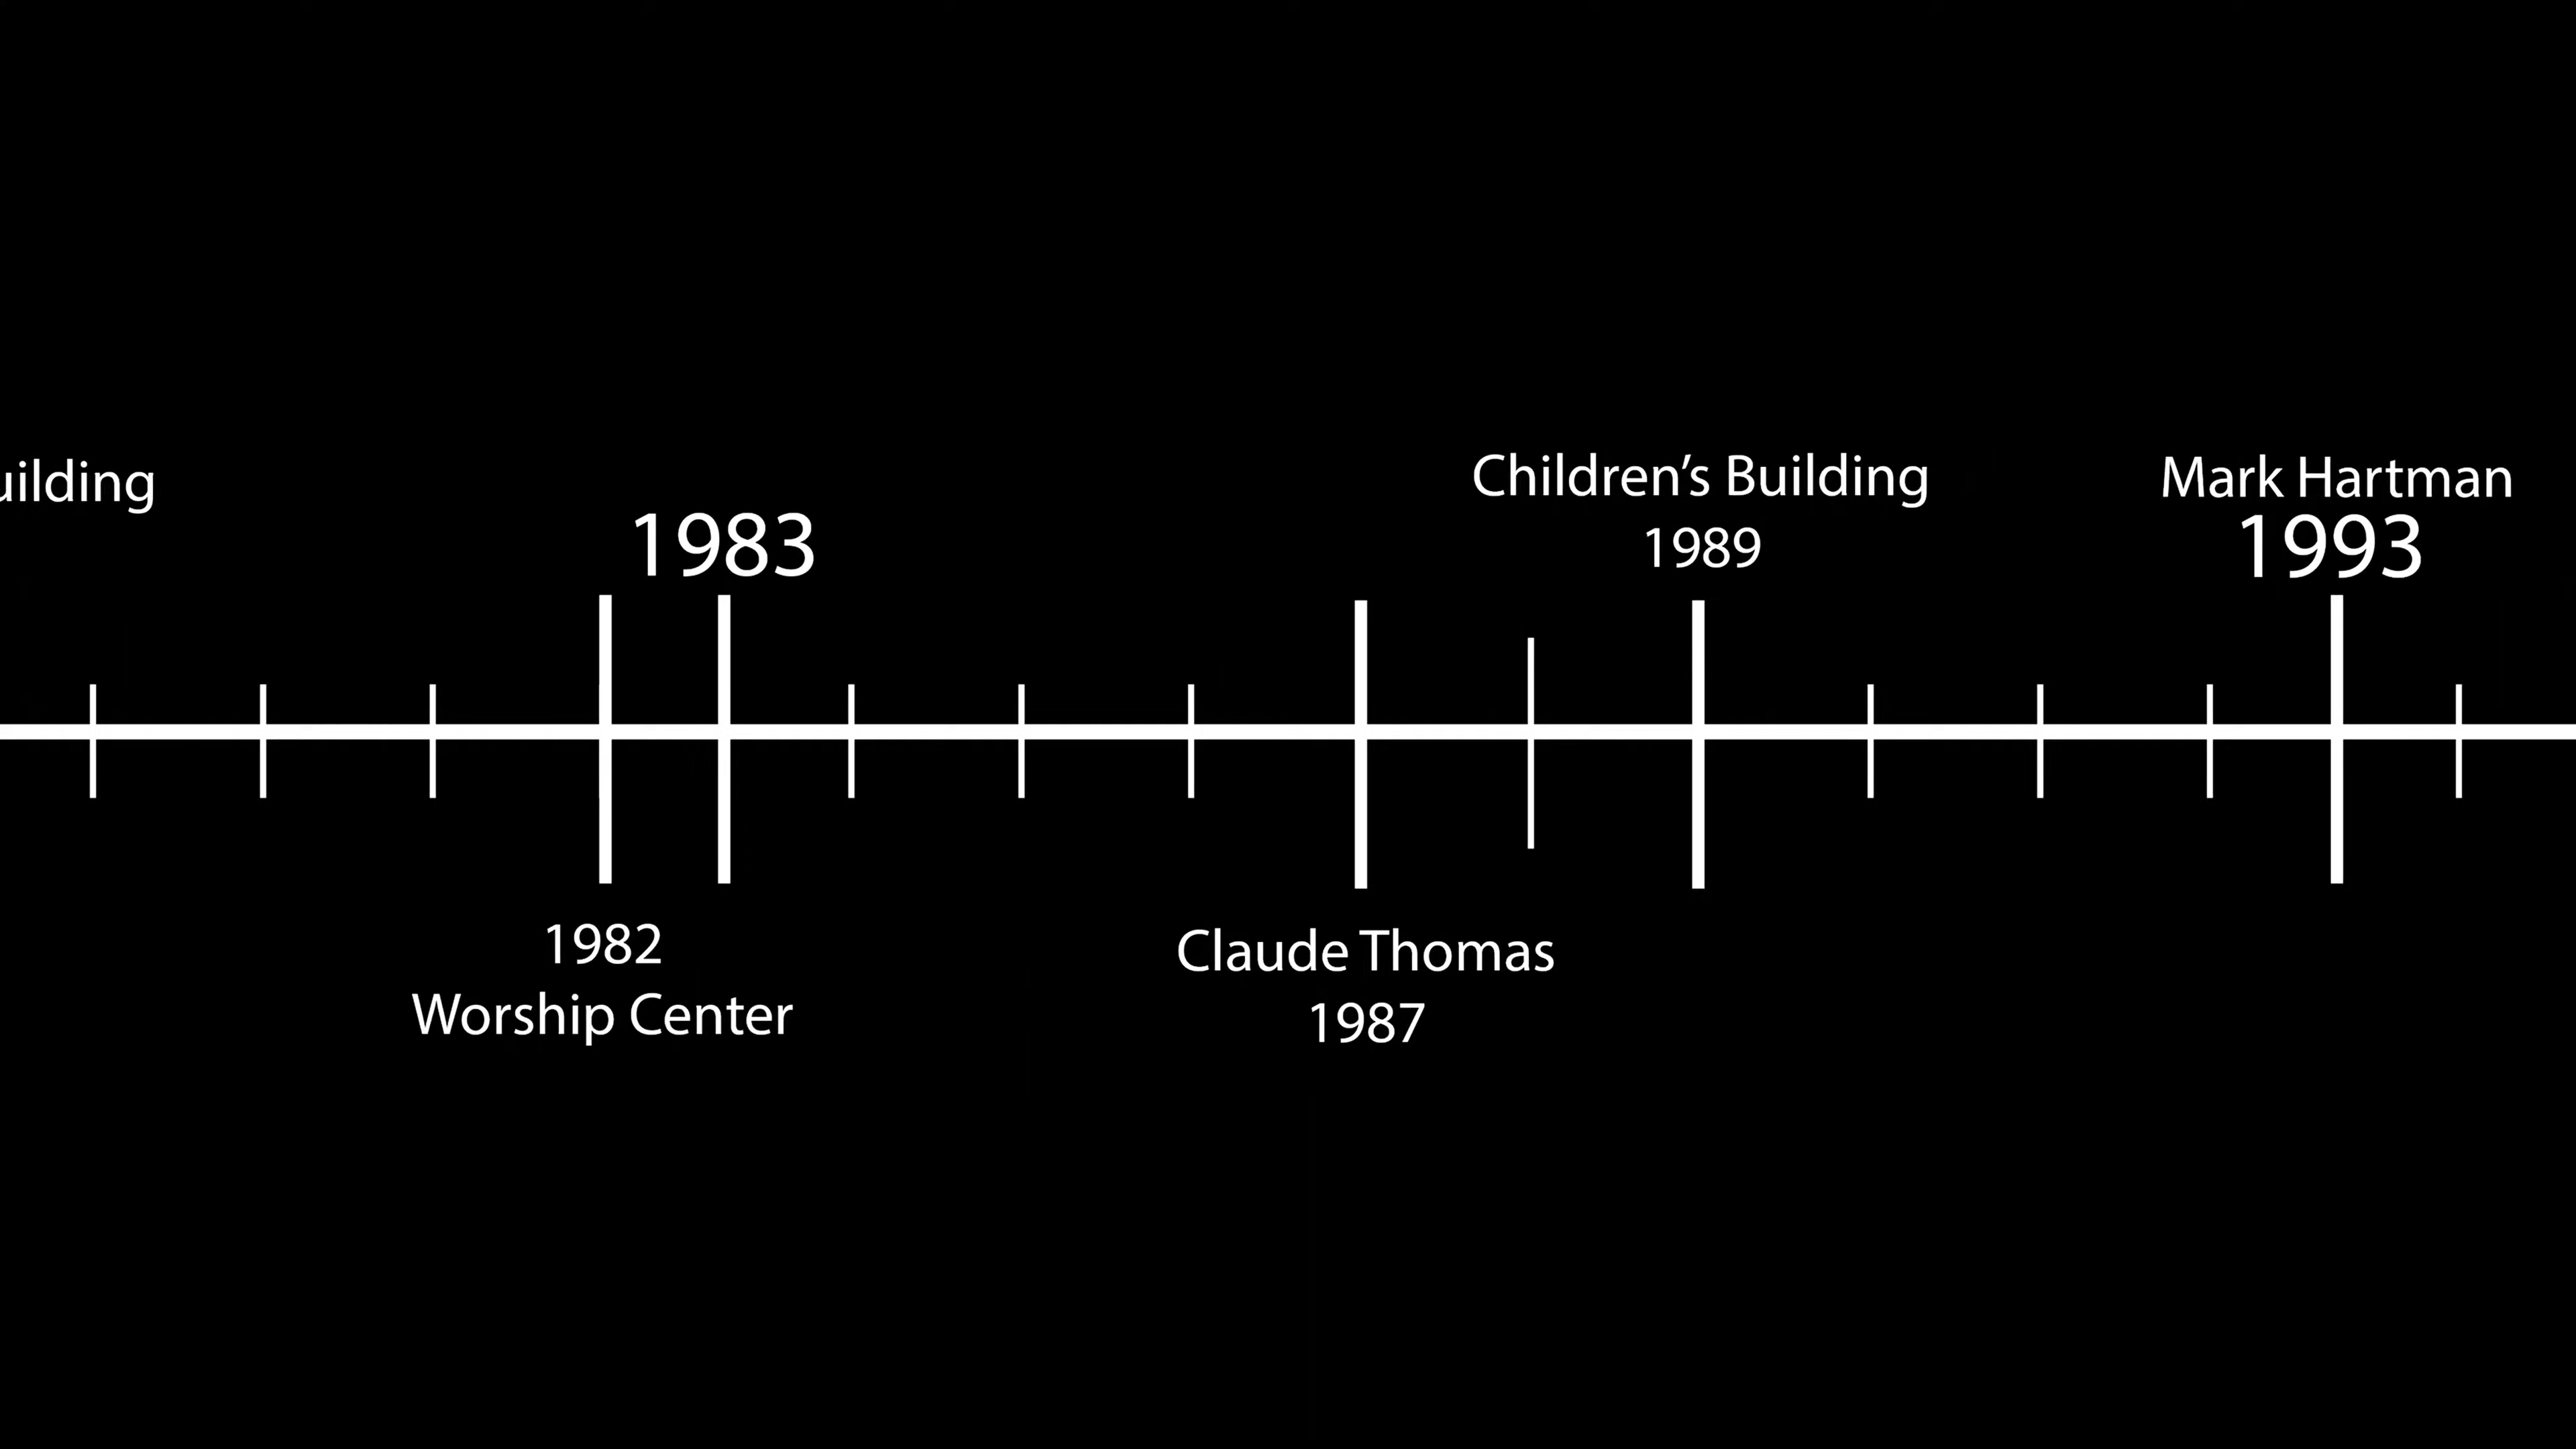 uilding
1983
1982
Worship Center
Claude Thomas
1987
Children’s Building
1989
Mark Hartman
1993